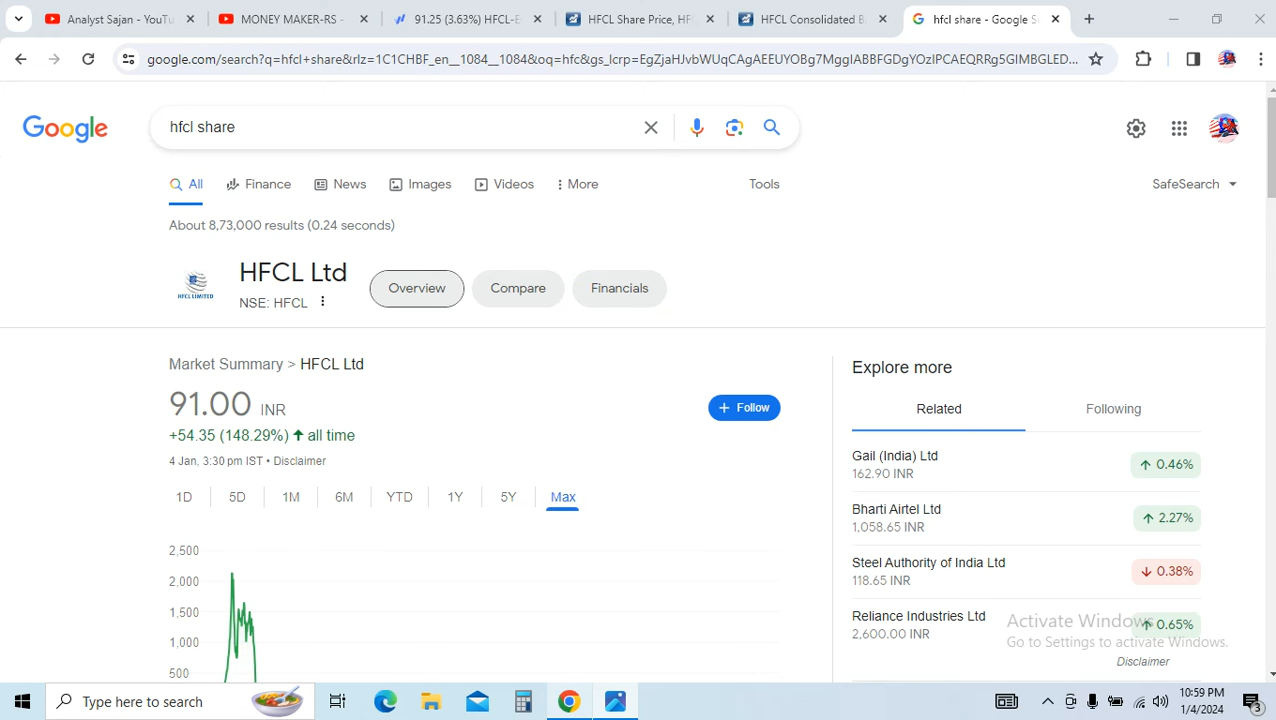 Analyst Sajan - YouTu
MONEY MAKER-RS -
91.25 (3.63%) HFCL-E
HFCL Share Price, HF
HFCL Consolidated B
hfcl share - Google S
google.com/search?q=hfcl+share&rlz=1C1CHBF_en__1084__1084&oq=hfc&gs_lcrp=EgZjaHJvbWUqCAgAEEUYOBg7MggIABBFGDgYOzIPCAEQRRg5GIMBGLED...
Google
hfcl share
All
Finance
News
Images
Videos
More
Tools
SafeSearch
About 8,73,000 results (0.24 seconds)
HFCL LIMITED
HFCL Ltd
NSE: HFCL
Overview
Compare
Financials
Market Summary > HFCL Ltd
91.00 INR
+54.35 (148.29%) ↑ all time
4 Jan, 3:30 pm IST • Disclaimer
+ Follow
1D
5D
1M
6M
YTD
1Y
5Y
Max
2,500
2,000
1,500
1,000
500
Explore more
Related
Following
Gail (India) Ltd
162.90 INR
↑ 0.46%
Bharti Airtel Ltd
1,058.65 INR
↑ 2.27%
Steel Authority of India Ltd
118.65 INR
↓ 0.38%
Reliance Industries Ltd
2,600.00 INR
↑ 0.65%
Activate Windows
Go to Settings to activate Windows.
Disclaimer
Type here to search
10:59 PM
1/4/2024
3